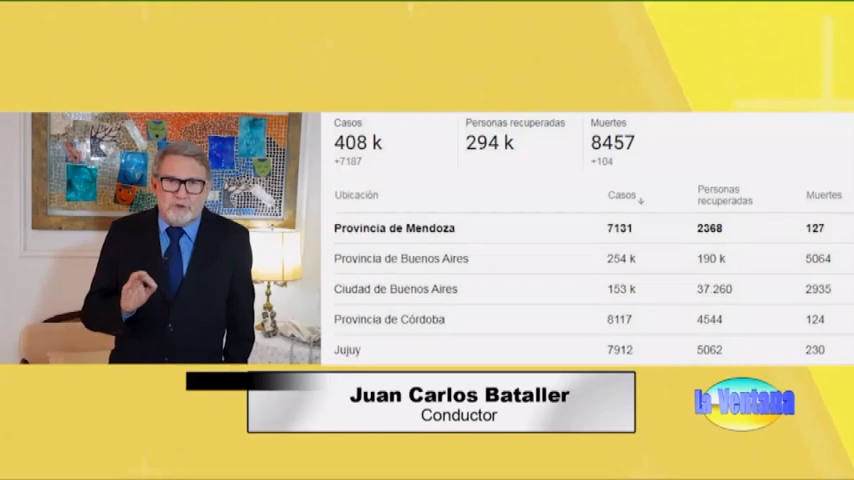 Casos Personas recuperadas Muertes
408 k 294 k 8457
+7187 +104
Ubicación Casos ↓ Personas recuperadas Muertes
Provincia de Mendoza 7131 2368 127
Provincia de Buenos Aires 254 k 190 k 5064
Ciudad de Buenos Aires 153 k 37.260 2935
Provincia de Córdoba 8117 4544 124
Jujuy 7912 5062 230
Juan Carlos Bataller
Conductor
La Ventana